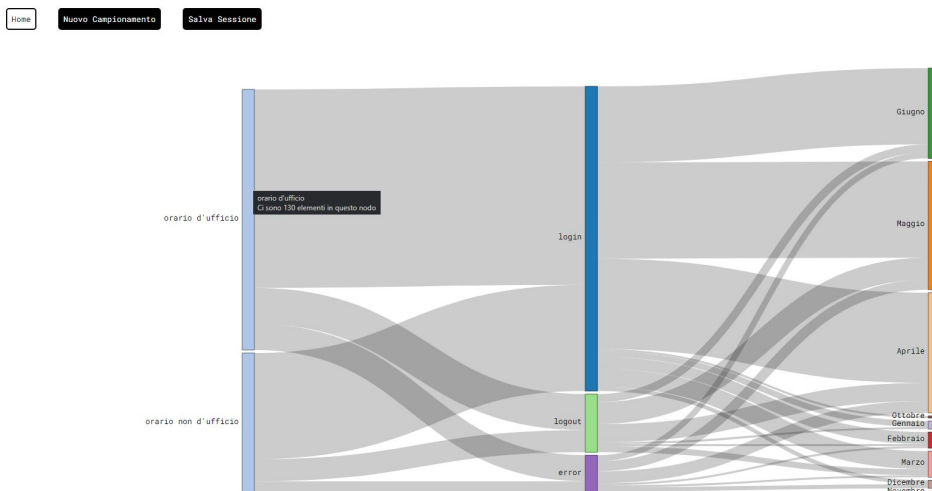 Home
Nuovo Campionamento
Salva Sessione
Giugno
orario d'ufficio
Ci sono 130 elementi in questo nodo
orario d'ufficio
Maggio
login
Aprile
Ottobre
Gennaio
orario non d'ufficio
logout
Febbraio
Marzo
error
Dicembre
Novembre